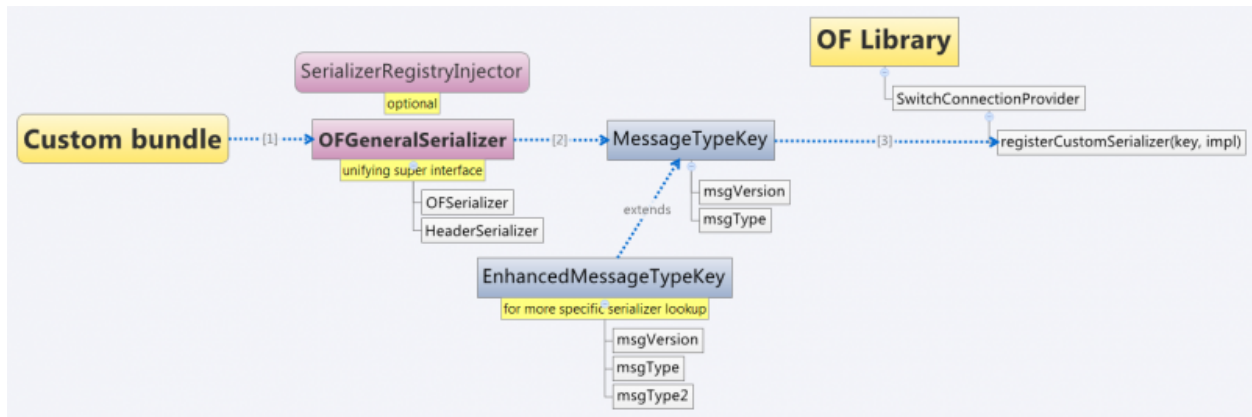 OF Library
SerializerRegistryInjector
optional
SwitchConnectionProvider
Custom bundle
[1]
OFGeneralSerializer
[2]
MessageTypeKey
[3]
registerCustomSerializer(key, impl)
unifying super interface
msgVersion
OFSerializer
extends
msgType
HeaderSerializer
EnhancedMessageTypeKey
for more specific serializer lookup
msgVersion
msgType
msgType2